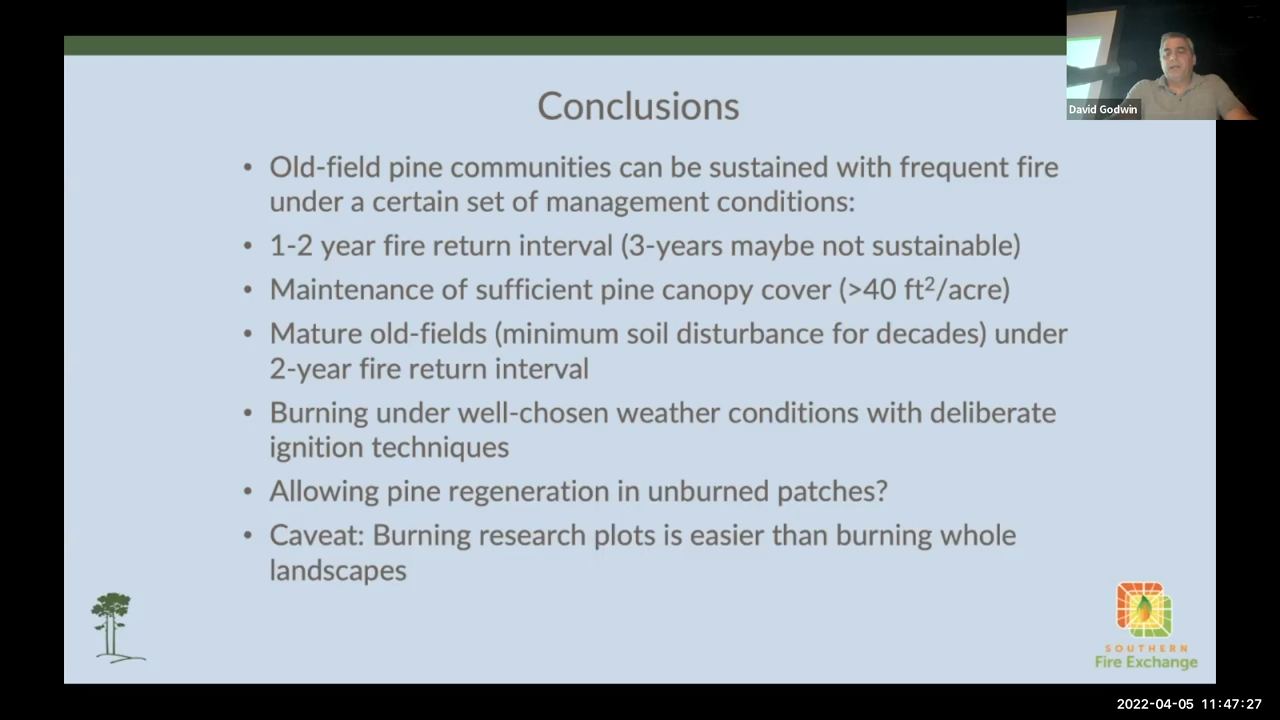 Conclusions
David Godwin
• Old-field pine communities can be sustained with frequent fire
under a certain set of management conditions:
• 1-2 year fire return interval (3-years maybe not sustainable)
• Maintenance of sufficient pine canopy cover (>40 ft²/acre)
• Mature old-fields (minimum soil disturbance for decades) under
2-year fire return interval
• Burning under well-chosen weather conditions with deliberate
ignition techniques
• Allowing pine regeneration in unburned patches?
• Caveat: Burning research plots is easier than burning whole
landscapes
SOUTHERN
Fire Exchange
2022-04-05 11:47:27